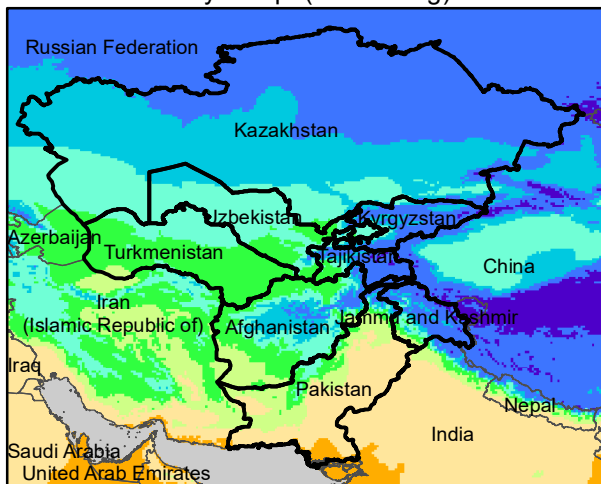 Russian Federation
Kazakhstan
Uzbekistan
Kyrgyzstan
Azerbaijan
Turkmenistan
Tajikistan
China
Iran
(Islamic Republic of)
Afghanistan
Jammu and Kashmir
Iraq
Pakistan
Nepal
India
Saudi Arabia
United Arab Emirates